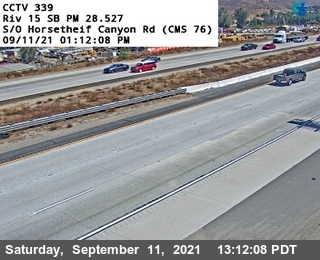 CCTV 339
Riv 15 SB PM 28.527
S/O Horsetheif Canyon Rd (CMS 76)
09/11/21 01:12:08 PM
Saturday, September 11, 2021 13:12:08 PDT